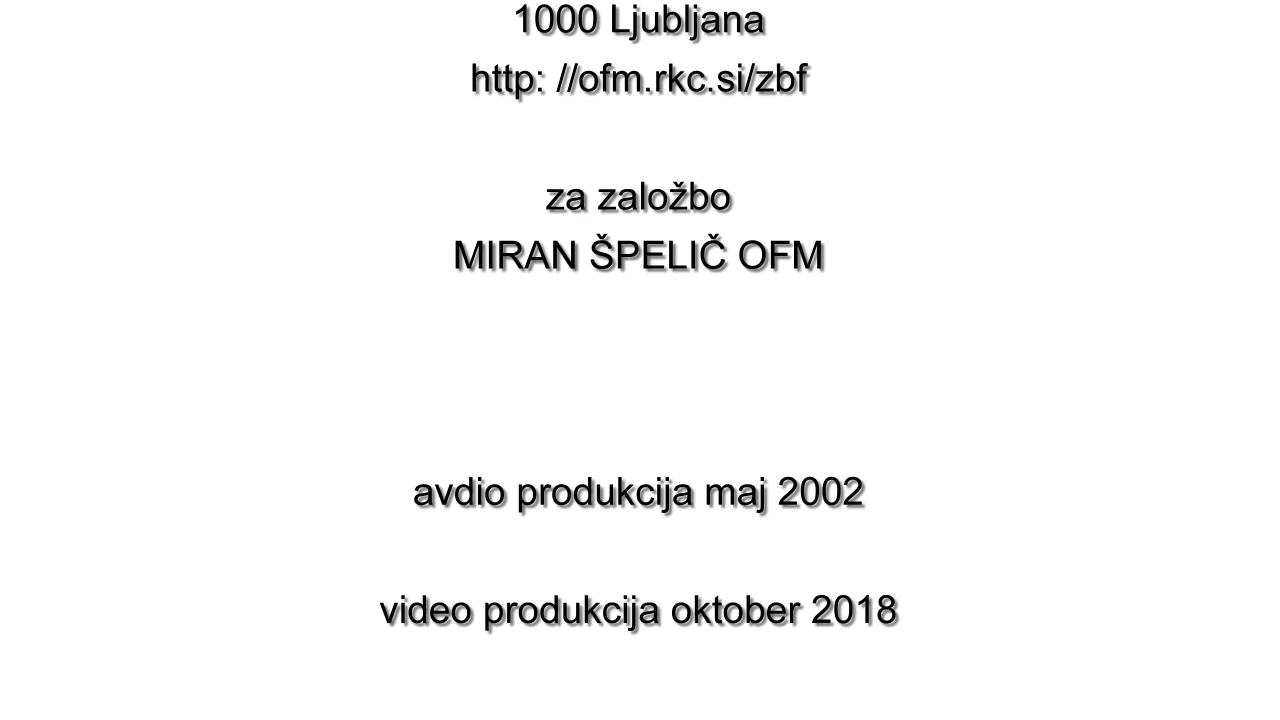 1000 Ljubljana
http: //ofm.rkc.si/zbf
za založbo
MIRAN ŠPELIČ OFM
avdio produkcija maj 2002
video produkcija oktober 2018